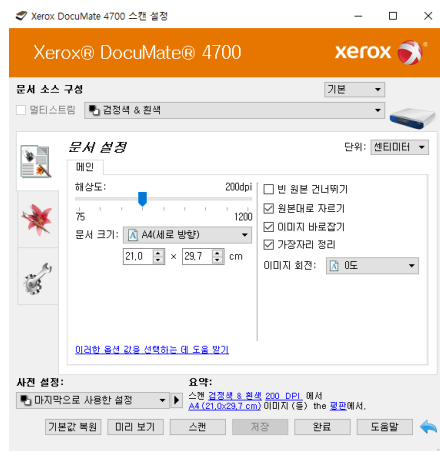 Xerox DocuMate 4700 스캔 설정
Xerox® DocuMate® 4700
xerox
문서 소스 구성
기본
멀티스트림
검정색 & 흰색
문서 설정
단위: 센티미터
메인
해상도: 200dpi
75 1200
문서 크기: A4(세로 방향)
21,0 × 29,7 cm
빈 원본 건너뛰기
원본대로 자르기
이미지 바로잡기
가장자리 정리
이미지 회전: 0도
이러한 옵션 값을 선택하는 데 도움 받기
사전 설정:
마지막으로 사용한 설정
요약:
스캔 검정색 & 흰색 200 DPI 에서
A4 (21,0x29,7 cm) 이미지 (등) the 평판에서,
기본값 복원 미리 보기 스캔 저장 완료 도움말